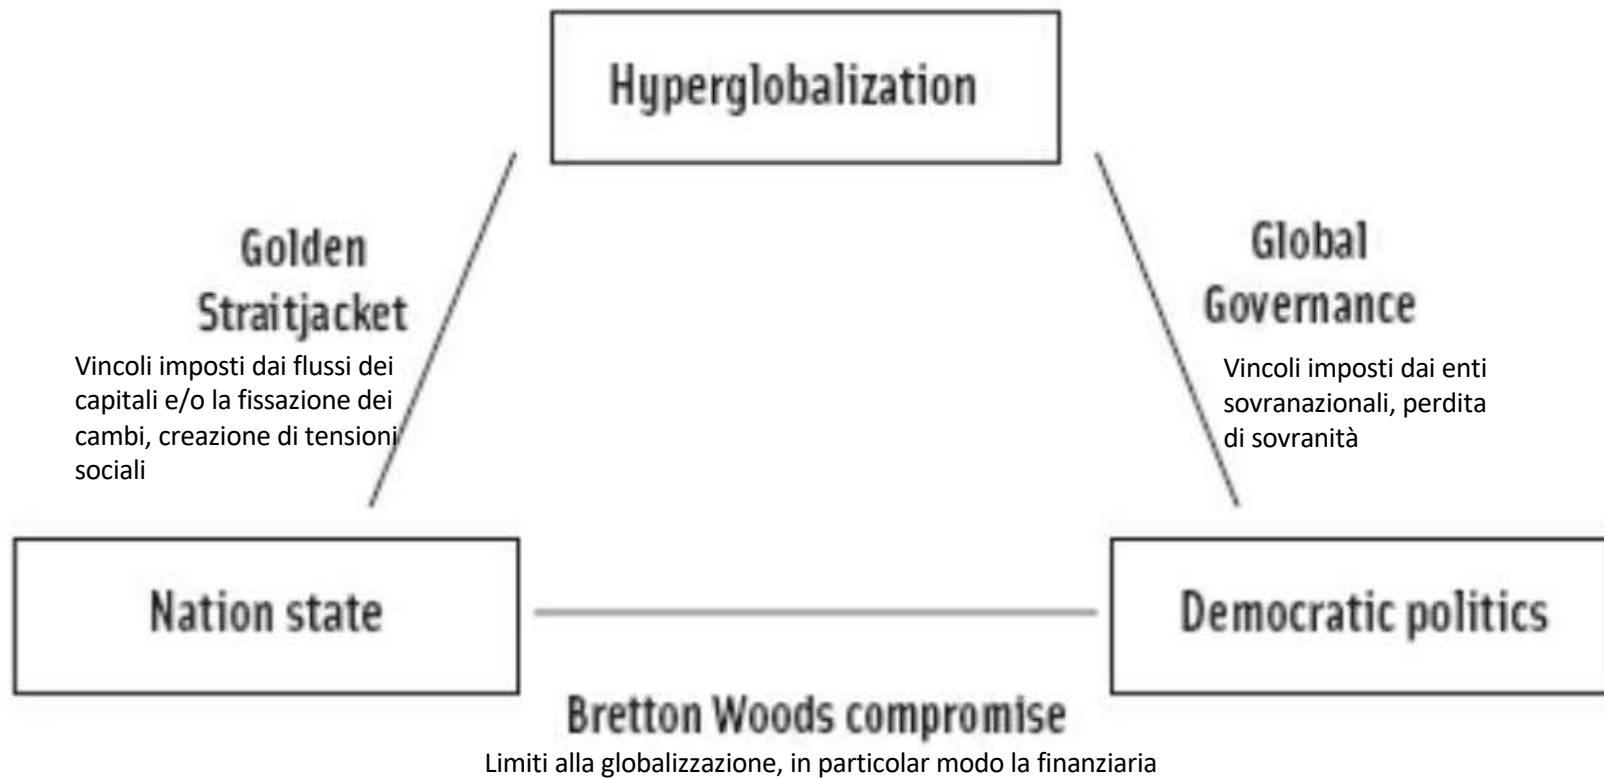 Hyperglobalization
Golden
Straitjacket
Vincoli imposti dai flussi dei
capitali e/o la fissazione dei
cambi, creazione di tensioni
sociali
Global
Governance
Vincoli imposti dai enti
sovranazionali, perdita
di sovranità
Nation state
Democratic politics
Bretton Woods compromise
Limiti alla globalizzazione, in particolar modo la finanziaria